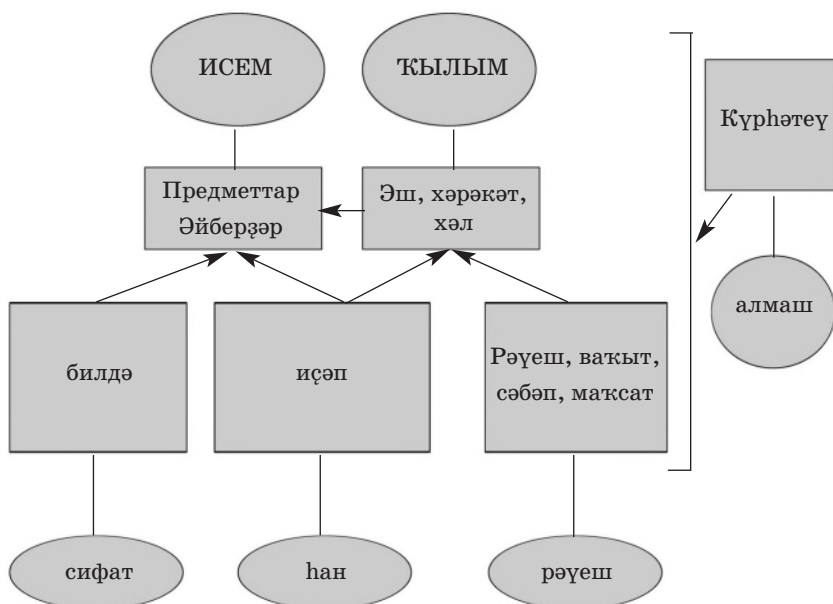 ИСЕМ
ҠЫЛЫМ
Күрһәтеү
Предметтар
Әйберҙәр
Эш, хәрәкәт,
хәл
алмаш
билдә
иҫәп
Рәүеш, ваҡыт,
сәбәп, маҡсат
сифат
һан
рәүеш